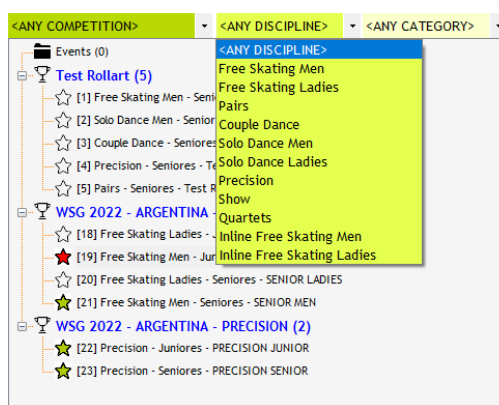 <ANY COMPETITION> <ANY DISCIPLINE> <ANY CATEGORY>
Events (0) <ANY DISCIPLINE>
Test Rollart (5) Free Skating Men
[1] Free Skating Men - Free Skating Ladies
[2] Solo Dance Men - Senior Pairs
[3] Couple Dance - Seniores Couple Dance
[4] Precision - Seniores - Solo Dance Men
[5] Pairs - Seniores - Test Solo Dance Ladies
WSG 2022 - ARGENTINA - Precision
[18] Free Skating Ladies - Show
[19] Free Skating Men - Quartets
Inline Free Skating Men
Inline Free Skating Ladies
[20] Free Skating Ladies - Seniores - SENIOR LADIES
[21] Free Skating Men - Seniores - SENIOR MEN
WSG 2022 - ARGENTINA - PRECISION (2)
[22] Precision - Juniores - PRECISION JUNIOR
[23] Precision - Seniores - PRECISION SENIOR